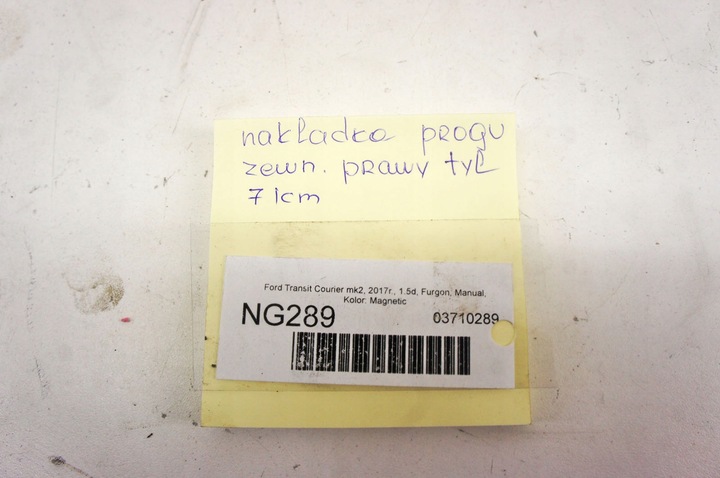 nakładka progu
zewn. prawy tył
71cm
Ford Transit Courier mk2, 2017r., 1.5d, Furgon, Manual,
Kolor: Magnetic
NG289
03710289